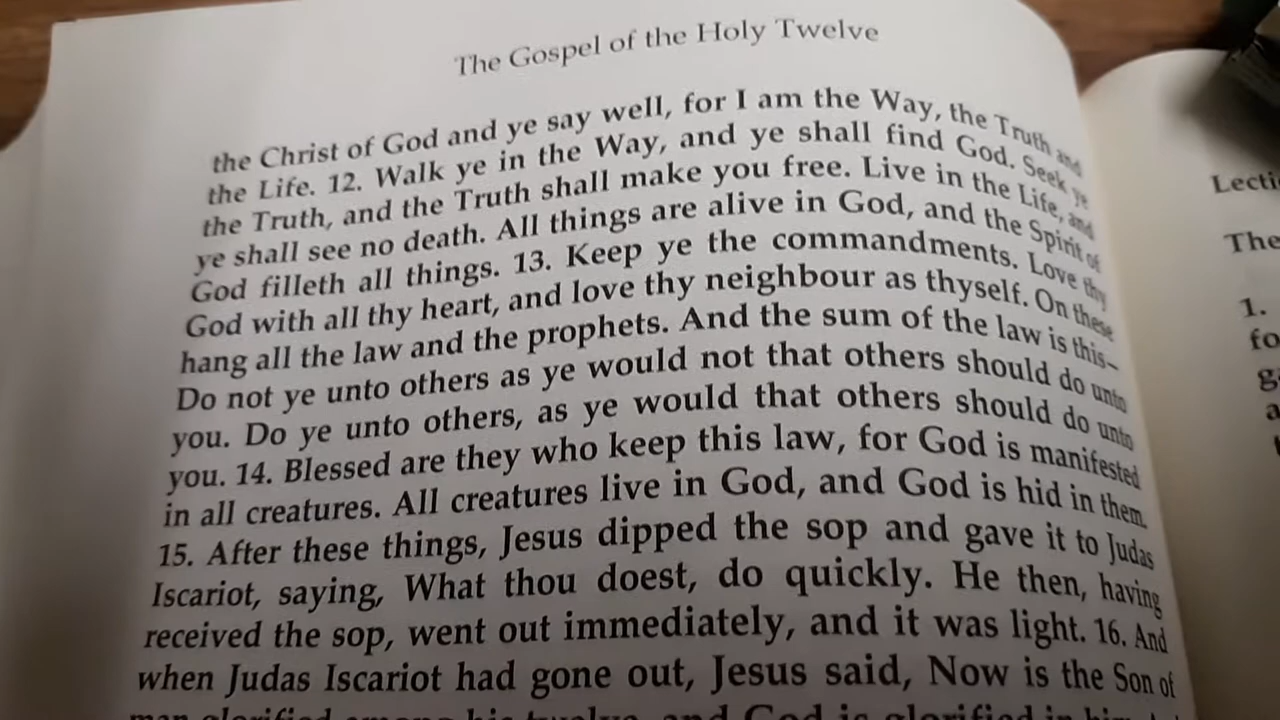 The Gospel of the Holy Twelve
the Christ of God and ye say well, for I am the Way, the Truth and
the Life. 12. Walk ye in the Way, and ye shall find God. Seek ye
the Truth, and the Truth shall make you free. Live in the Life, and
ye shall see no death. All things are alive in God, and the Spirit of
God filleth all things. 13. Keep ye the commandments. Love thy
God with all thy heart, and love thy neighbour as thyself. On these
hang all the law and the prophets. And the sum of the law is this–
Do not ye unto others as ye would not that others should do unto
you. Do ye unto others, as ye would that others should do unto
you. 14. Blessed are they who keep this law, for God is manifested
in all creatures. All creatures live in God, and God is hid in them.
15. After these things, Jesus dipped the sop and gave it to Judas
Iscariot, saying, What thou doest, do quickly. He then, having
received the sop, went out immediately, and it was light. 16. And
when Judas Iscariot had gone out, Jesus said, Now is the Son of
man glorified among his twelve, and God is glorified in
Lecti
The
1.
fo